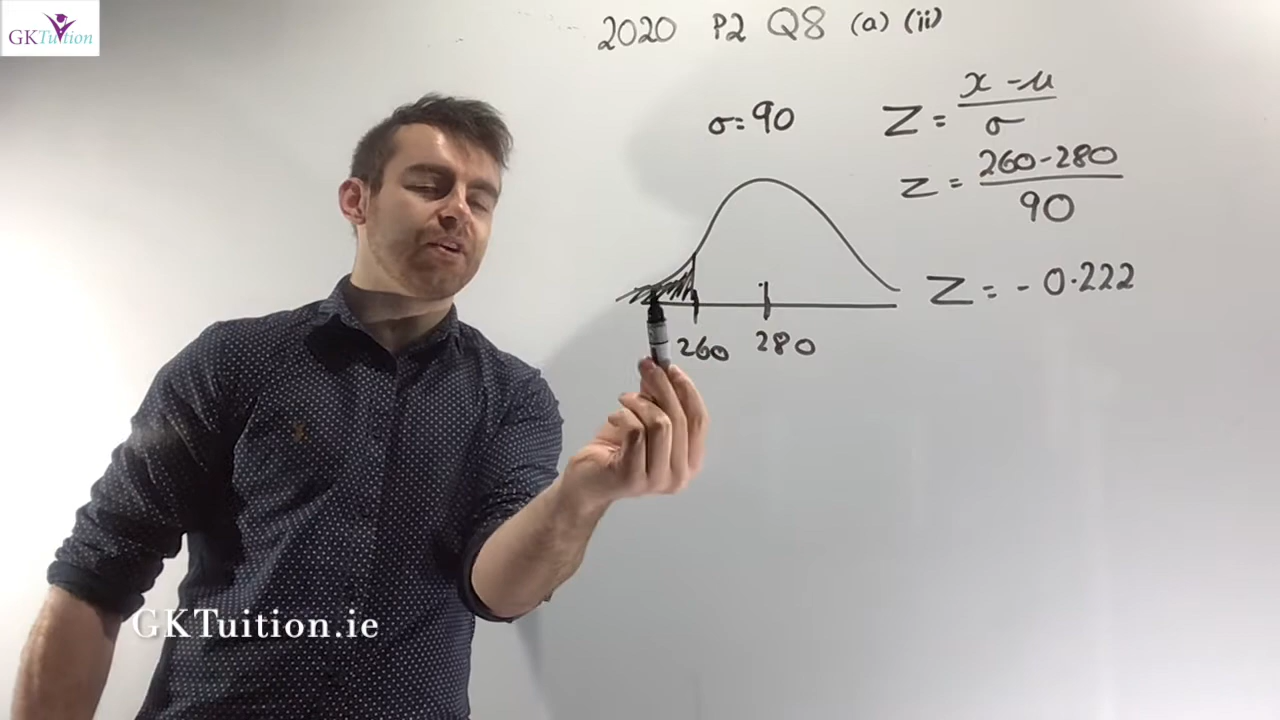 GKTuition
2020 P2 Q8 (a) (ii)
σ = 90
Z = x - μ / σ
Z = 260 - 280 / 90
Z = - 0.222
260 280
GKTuition.ie